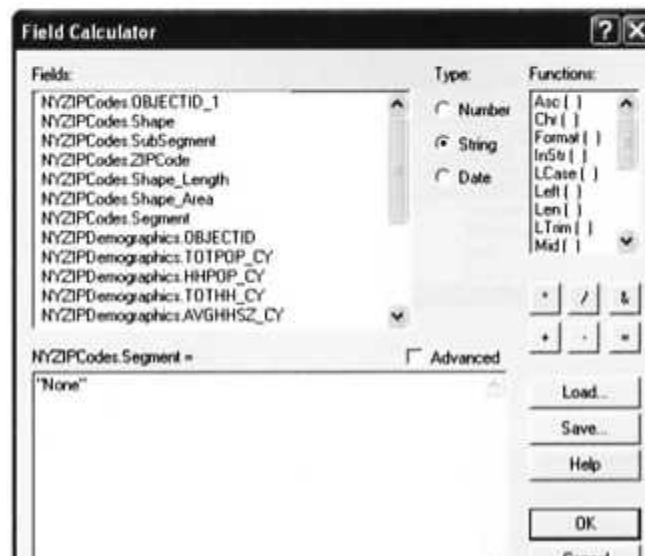 Field Calculator
Fields:
NYZIPCodes.OBJECTID_1
NYZIPCodes.Shape
NYZIPCodes.SubSegment
NYZIPCodes.ZIPCode
NYZIPCodes.Shape_Length
NYZIPCodes.Shape_Area
NYZIPCodes.Segment
NYZIPDemographics.OBJECTID
NYZIPDemographics.TOTPOP_CY
NYZIPDemographics.HHPOP_CY
NYZIPDemographics.TOTHH_CY
NYZIPDemographics.AVGHHSZ_CY
Type:
Number
String
Date
Functions:
Asc ( )
Chr ( )
Format ( )
InStr ( )
LCase ( )
Left ( )
Len ( )
LTrim ( )
Mid ( )
* / &
+ - =
NYZIPCodes.Segment =
Advanced
"None"
Load...
Save...
Help
OK
Cancel